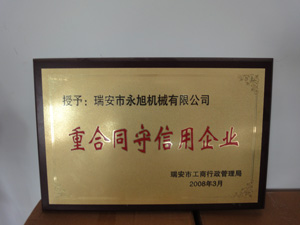 授予：瑞安市永旭机械有限公司
重合同守信用企业
瑞安市工商行政管理局
2008年3月